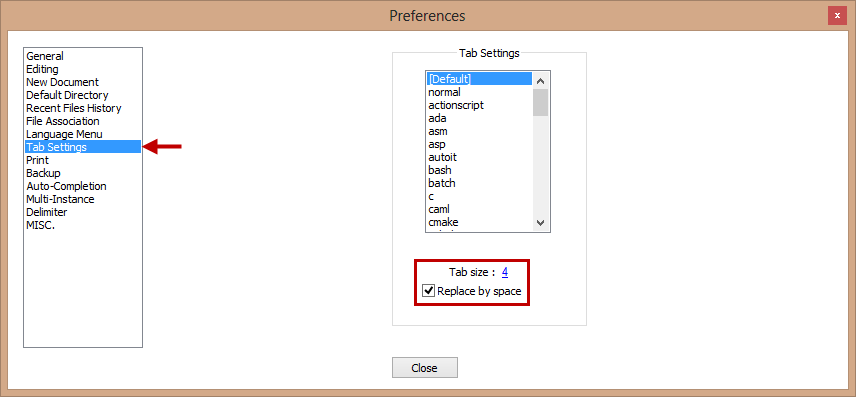 Preferences
x
General
Editing
New Document
Default Directory
Recent Files History
File Association
Language Menu
Tab Settings
Print
Backup
Auto-Completion
Multi-Instance
Delimiter
MISC.
Tab Settings
[Default]
normal
actionscript
ada
asm
asp
autoit
bash
batch
c
caml
cmake
Tab size : 4
Replace by space
Close